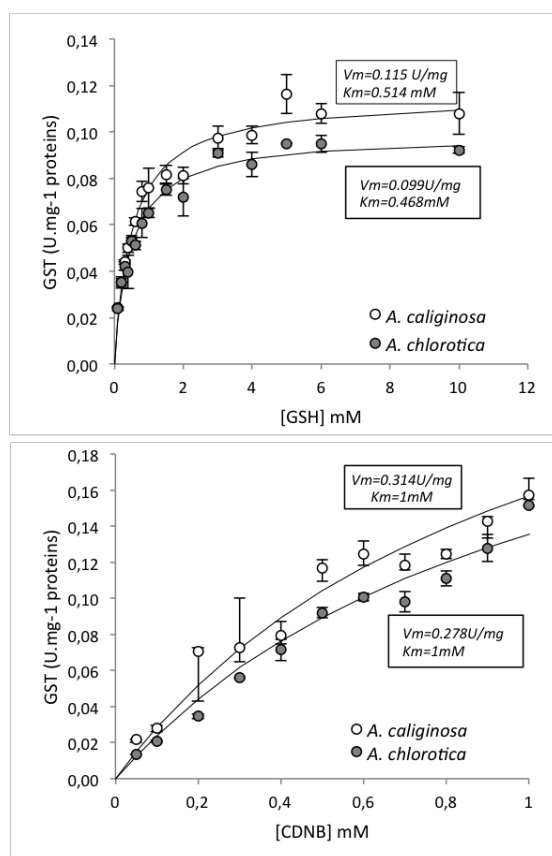 0,14
0,12
0,10
0,08
0,06
0,04
0,02
0,00
GST (U.mg-1 proteins)
Vm=0.115 U/mg
Km=0.514 mM
Vm=0.099U/mg
Km=0.468mM
A. caliginosa
A. chlorotica
0 2 4 6 8 10 12
[GSH] mM
0,18
0,16
0,14
0,12
0,10
0,08
0,06
0,04
0,02
0,00
GST (U.mg-1 proteins)
Vm=0.314U/mg
Km=1mM
Vm=0.278U/mg
Km=1mM
A. caliginosa
A. chlorotica
0 0,2 0,4 0,6 0,8 1
[CDNB] mM